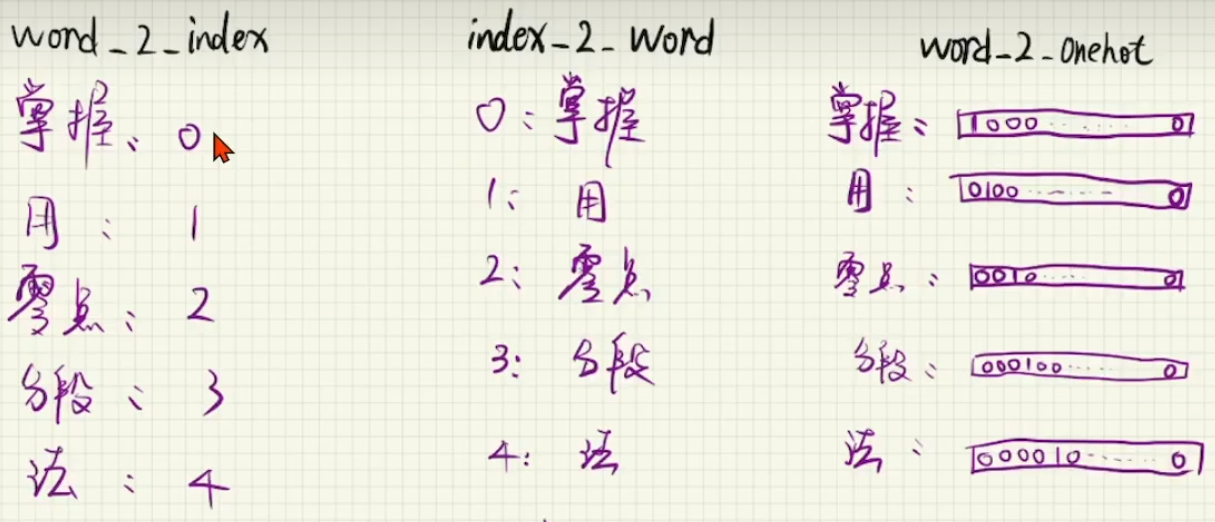 word_2_index
掌握: 0
用: 1
零点: 2
分段: 3
法: 4
index_2_word
0: 掌握
1: 用
2: 零点
3: 分段
4: 法
word_2_onehot
掌握: 1000......0
用: 0100......0
零点: 0010......0
分段: 000100......0
法: 000010......0